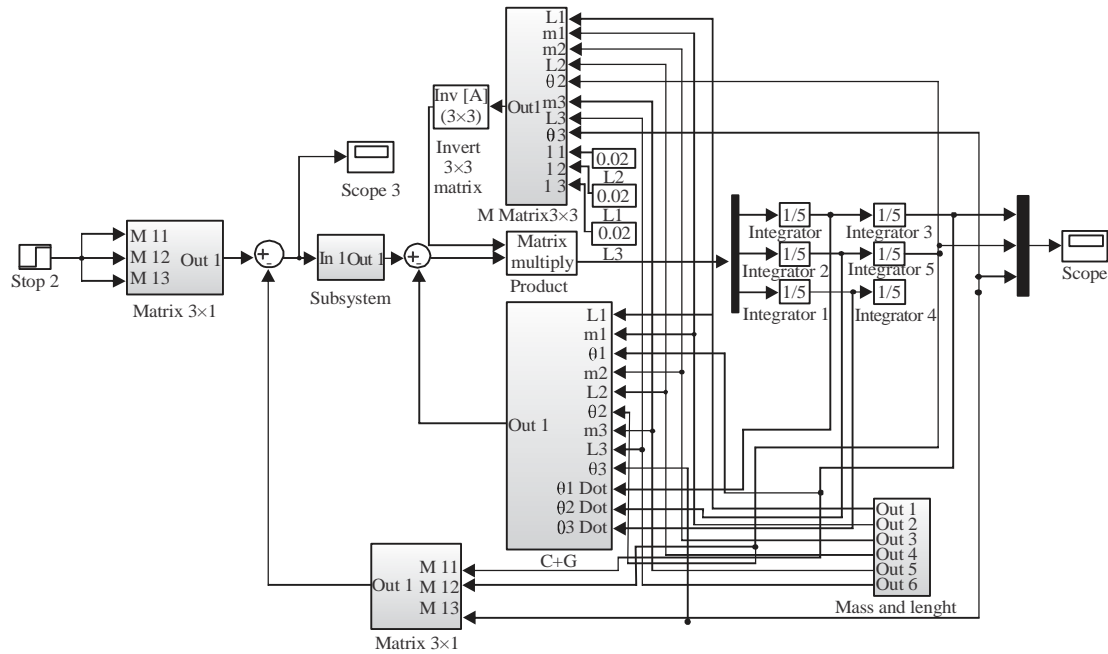 L1
m1
m2
L2
θ2
m3
L3
θ3
l 1
l 2
l 3
Out1
M Matrix3×3
Inv [A]
(3×3)
Invert
3×3
matrix
0.02
L2
0.02
L1
0.02
L3
Scope 3
Stop 2
M 11
M 12
M 13
Out 1
Matrix 3×1
+
-
In 1
Out 1
Subsystem
+
-
Matrix
multiply
Product
1/5
Integrator
1/5
Integrator 3
1/5
Integrator 2
1/5
Integrator 5
1/5
Integrator 1
1/5
Integrator 4
Scope
L1
m1
θ1
m2
L2
θ2
m3
L3
θ3
θ1 Dot
θ2 Dot
θ3 Dot
Out 1
C+G
Out 1
Out 2
Out 3
Out 4
Out 5
Out 6
Mass and lenght
Out 1
M 11
M 12
M 13
Matrix 3×1